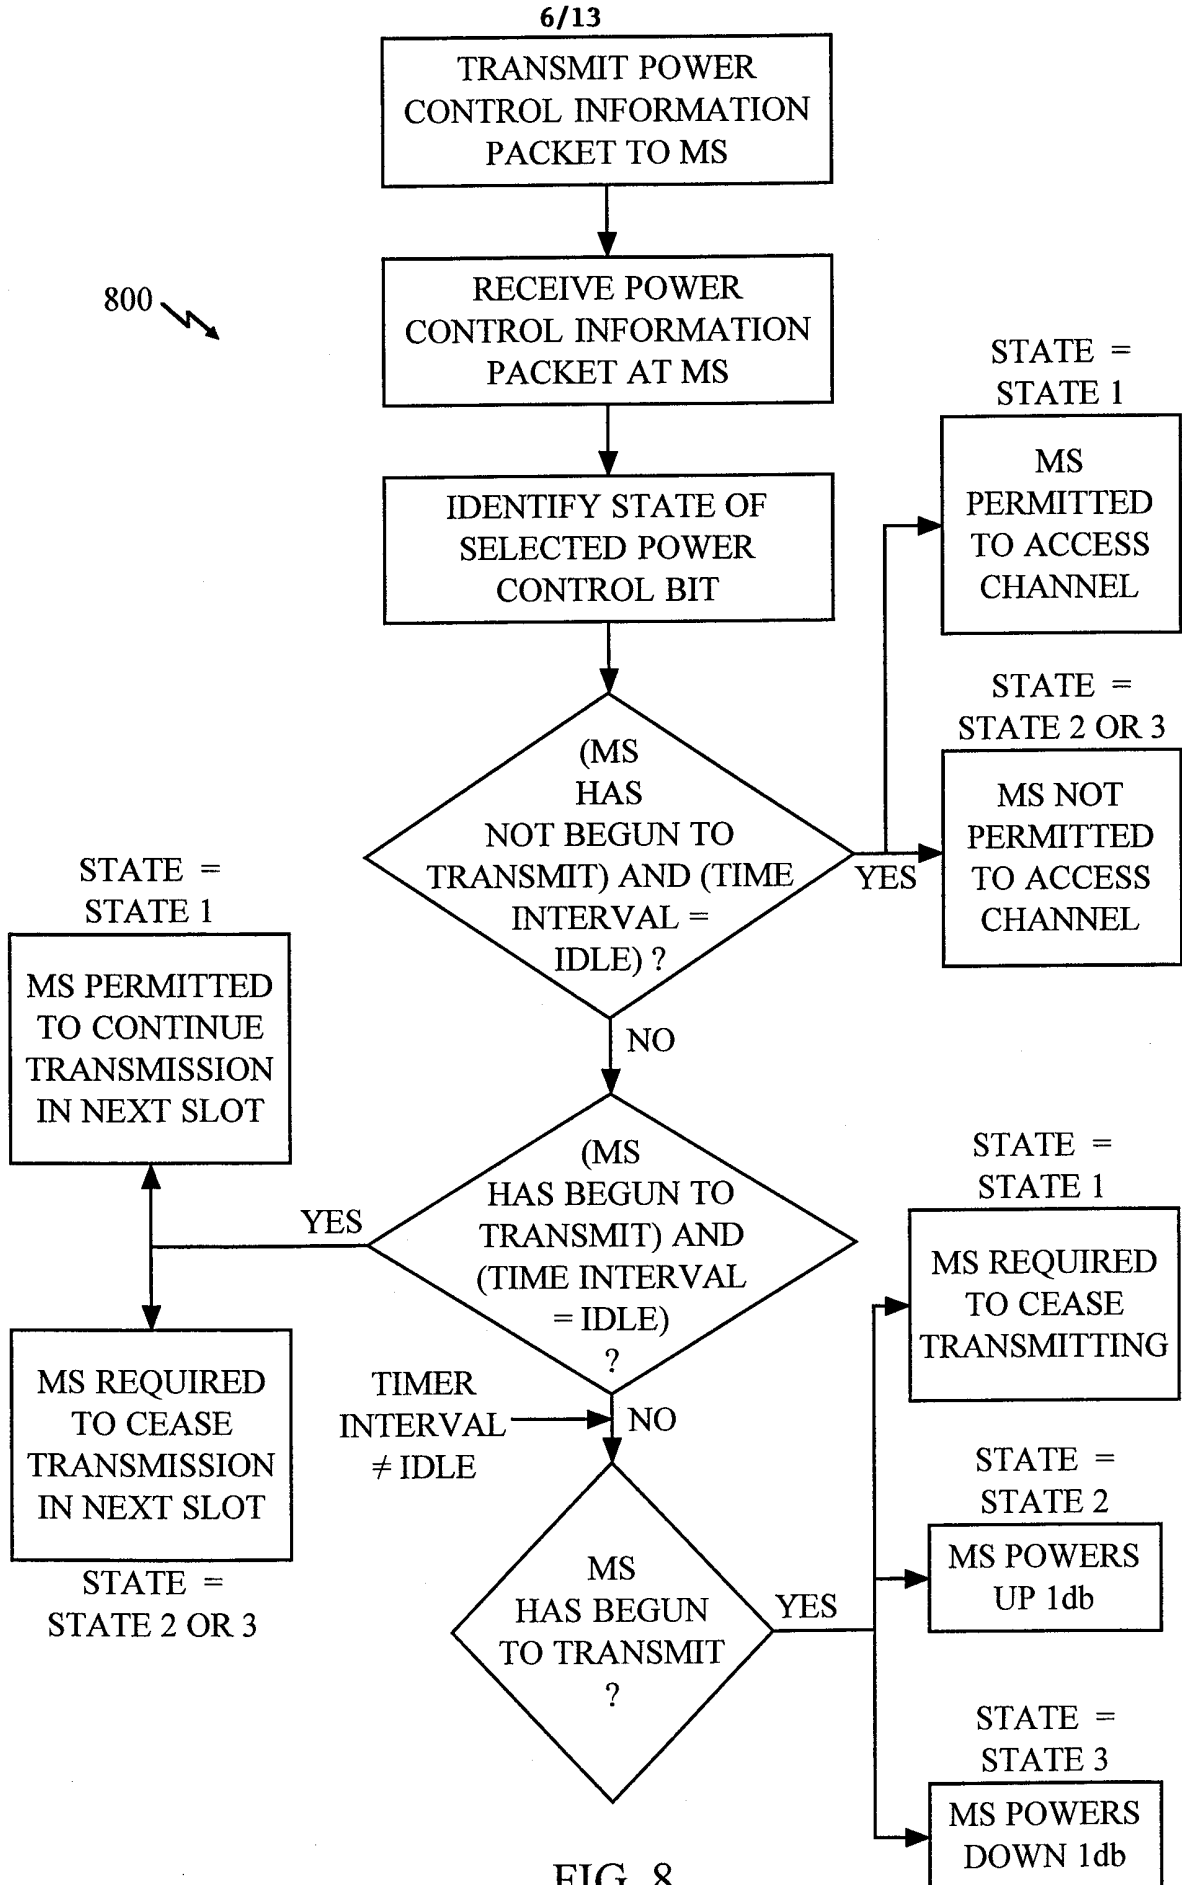 6/13
TRANSMIT POWER
CONTROL INFORMATION
PACKET TO MS
800
RECEIVE POWER
CONTROL INFORMATION
PACKET AT MS
IDENTIFY STATE OF
SELECTED POWER
CONTROL BIT
STATE =
STATE 1
MS
PERMITTED
TO ACCESS
CHANNEL
STATE =
STATE 2 OR 3
MS NOT
PERMITTED
TO ACCESS
CHANNEL
(MS
HAS
NOT BEGUN TO
TRANSMIT) AND (TIME
INTERVAL =
IDLE) ?
YES
NO
STATE =
STATE 1
MS PERMITTED
TO CONTINUE
TRANSMISSION
IN NEXT SLOT
(MS
HAS BEGUN TO
TRANSMIT) AND
(TIME INTERVAL
= IDLE)
?
YES
MS REQUIRED
TO CEASE
TRANSMISSION
IN NEXT SLOT
STATE =
STATE 2 OR 3
TIMER
INTERVAL
≠ IDLE
NO
MS
HAS BEGUN
TO TRANSMIT
?
YES
STATE =
STATE 1
MS REQUIRED
TO CEASE
TRANSMITTING
STATE =
STATE 2
MS POWERS
UP 1db
STATE =
STATE 3
MS POWERS
DOWN 1db
FIG. 8